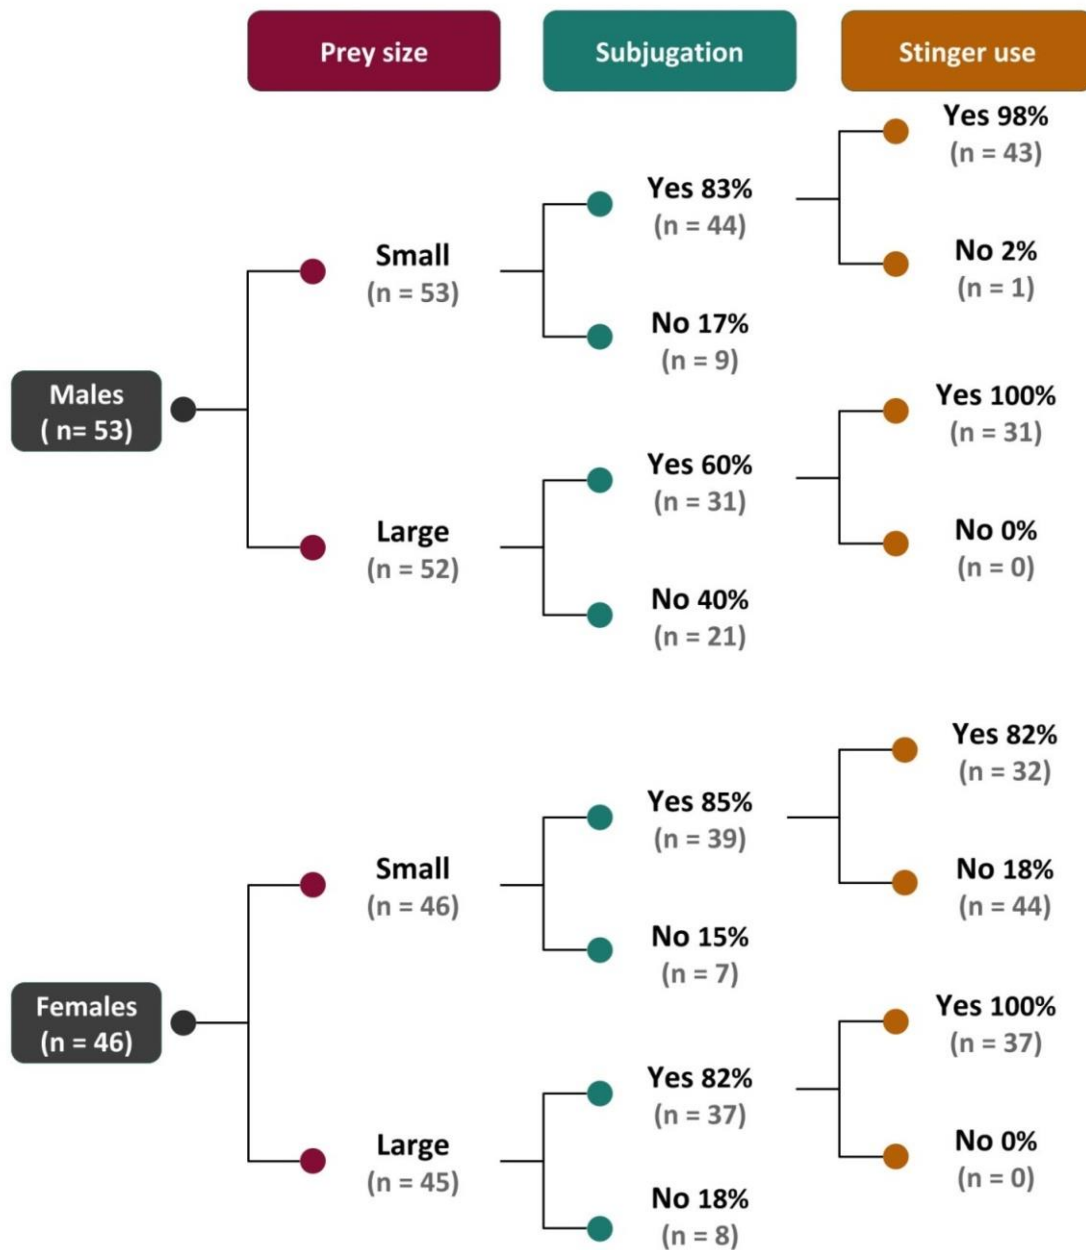 Prey size
Subjugation
Stinger use
Males
( n= 53)
Small
(n = 53)
Yes 83%
(n = 44)
Yes 98%
(n = 43)
No 2%
(n = 1)
No 17%
(n = 9)
Large
(n = 52)
Yes 60%
(n = 31)
Yes 100%
(n = 31)
No 0%
(n = 0)
No 40%
(n = 21)
Females
(n = 46)
Small
(n = 46)
Yes 85%
(n = 39)
Yes 82%
(n = 32)
No 18%
(n = 44)
No 15%
(n = 7)
Large
(n = 45)
Yes 82%
(n = 37)
Yes 100%
(n = 37)
No 0%
(n = 0)
No 18%
(n = 8)